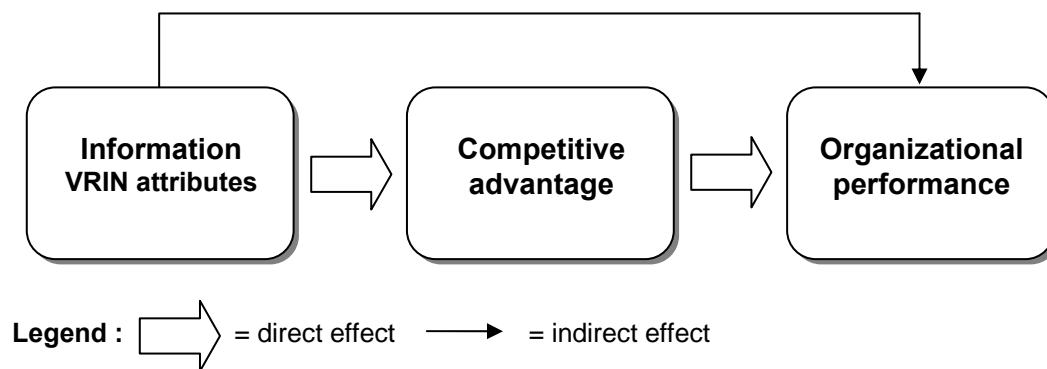 Information
VRIN attributes
Competitive
advantage
Organizational
performance
Legend : = direct effect = indirect effect